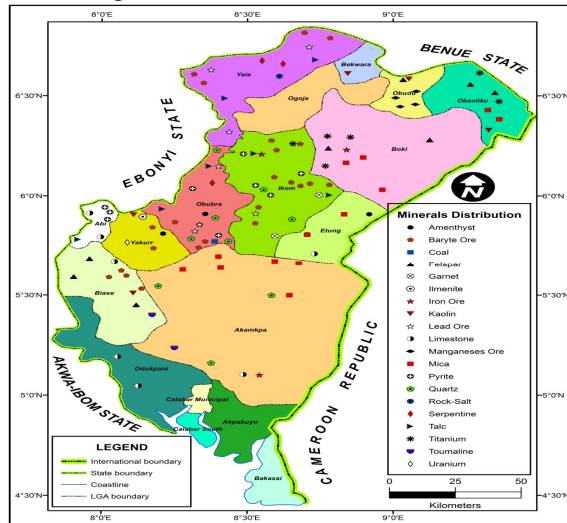 8°0'E 8°30'E 9°0'E
BENUE STATE
EBONYI STATE
AKWA-IBOM STATE
CAMEROON REPUBLIC
6°30'N 6°30'N
6°0'N 6°0'N
5°30'N 5°30'N
5°0'N 5°0'N
4°30'N 4°30'N
Yala
Bekwara
Obudu
Obanliku
Ogoja
Boki
Ikom
Obubra
Abi
Yakurr
Etung
Biase
Akamkpa
Odukpani
Calabar Municipal
Calabar South
Akpabuyo
Bakassi
N
Minerals Distribution
Amenthyst
Baryte Ore
Coal
Felspar
Garnet
Ilmenite
Iron Ore
Kaolin
Lead Ore
Limestone
Manganeses Ore
Mica
Pyrite
Quartz
Rock-Salt
Serpentine
Talc
Titanium
Toumaline
Uranium
0 25 50
Kilometers
LEGEND
International boundary
State boundary
Coastline
LGA boundary
8°0'E 8°30'E 9°0'E